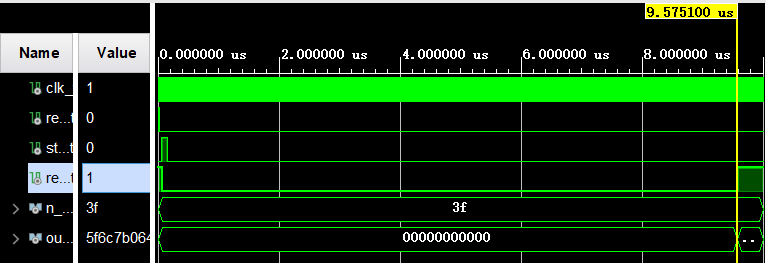 9.575100 us
Name Value
0.000000 us 2.000000 us 4.000000 us 6.000000 us 8.000000 us
clk_ 1
re...t 0
st...t 0
re...t 1
n_... 3f 3f
ou... 5f6c7b064 00000000000 ..